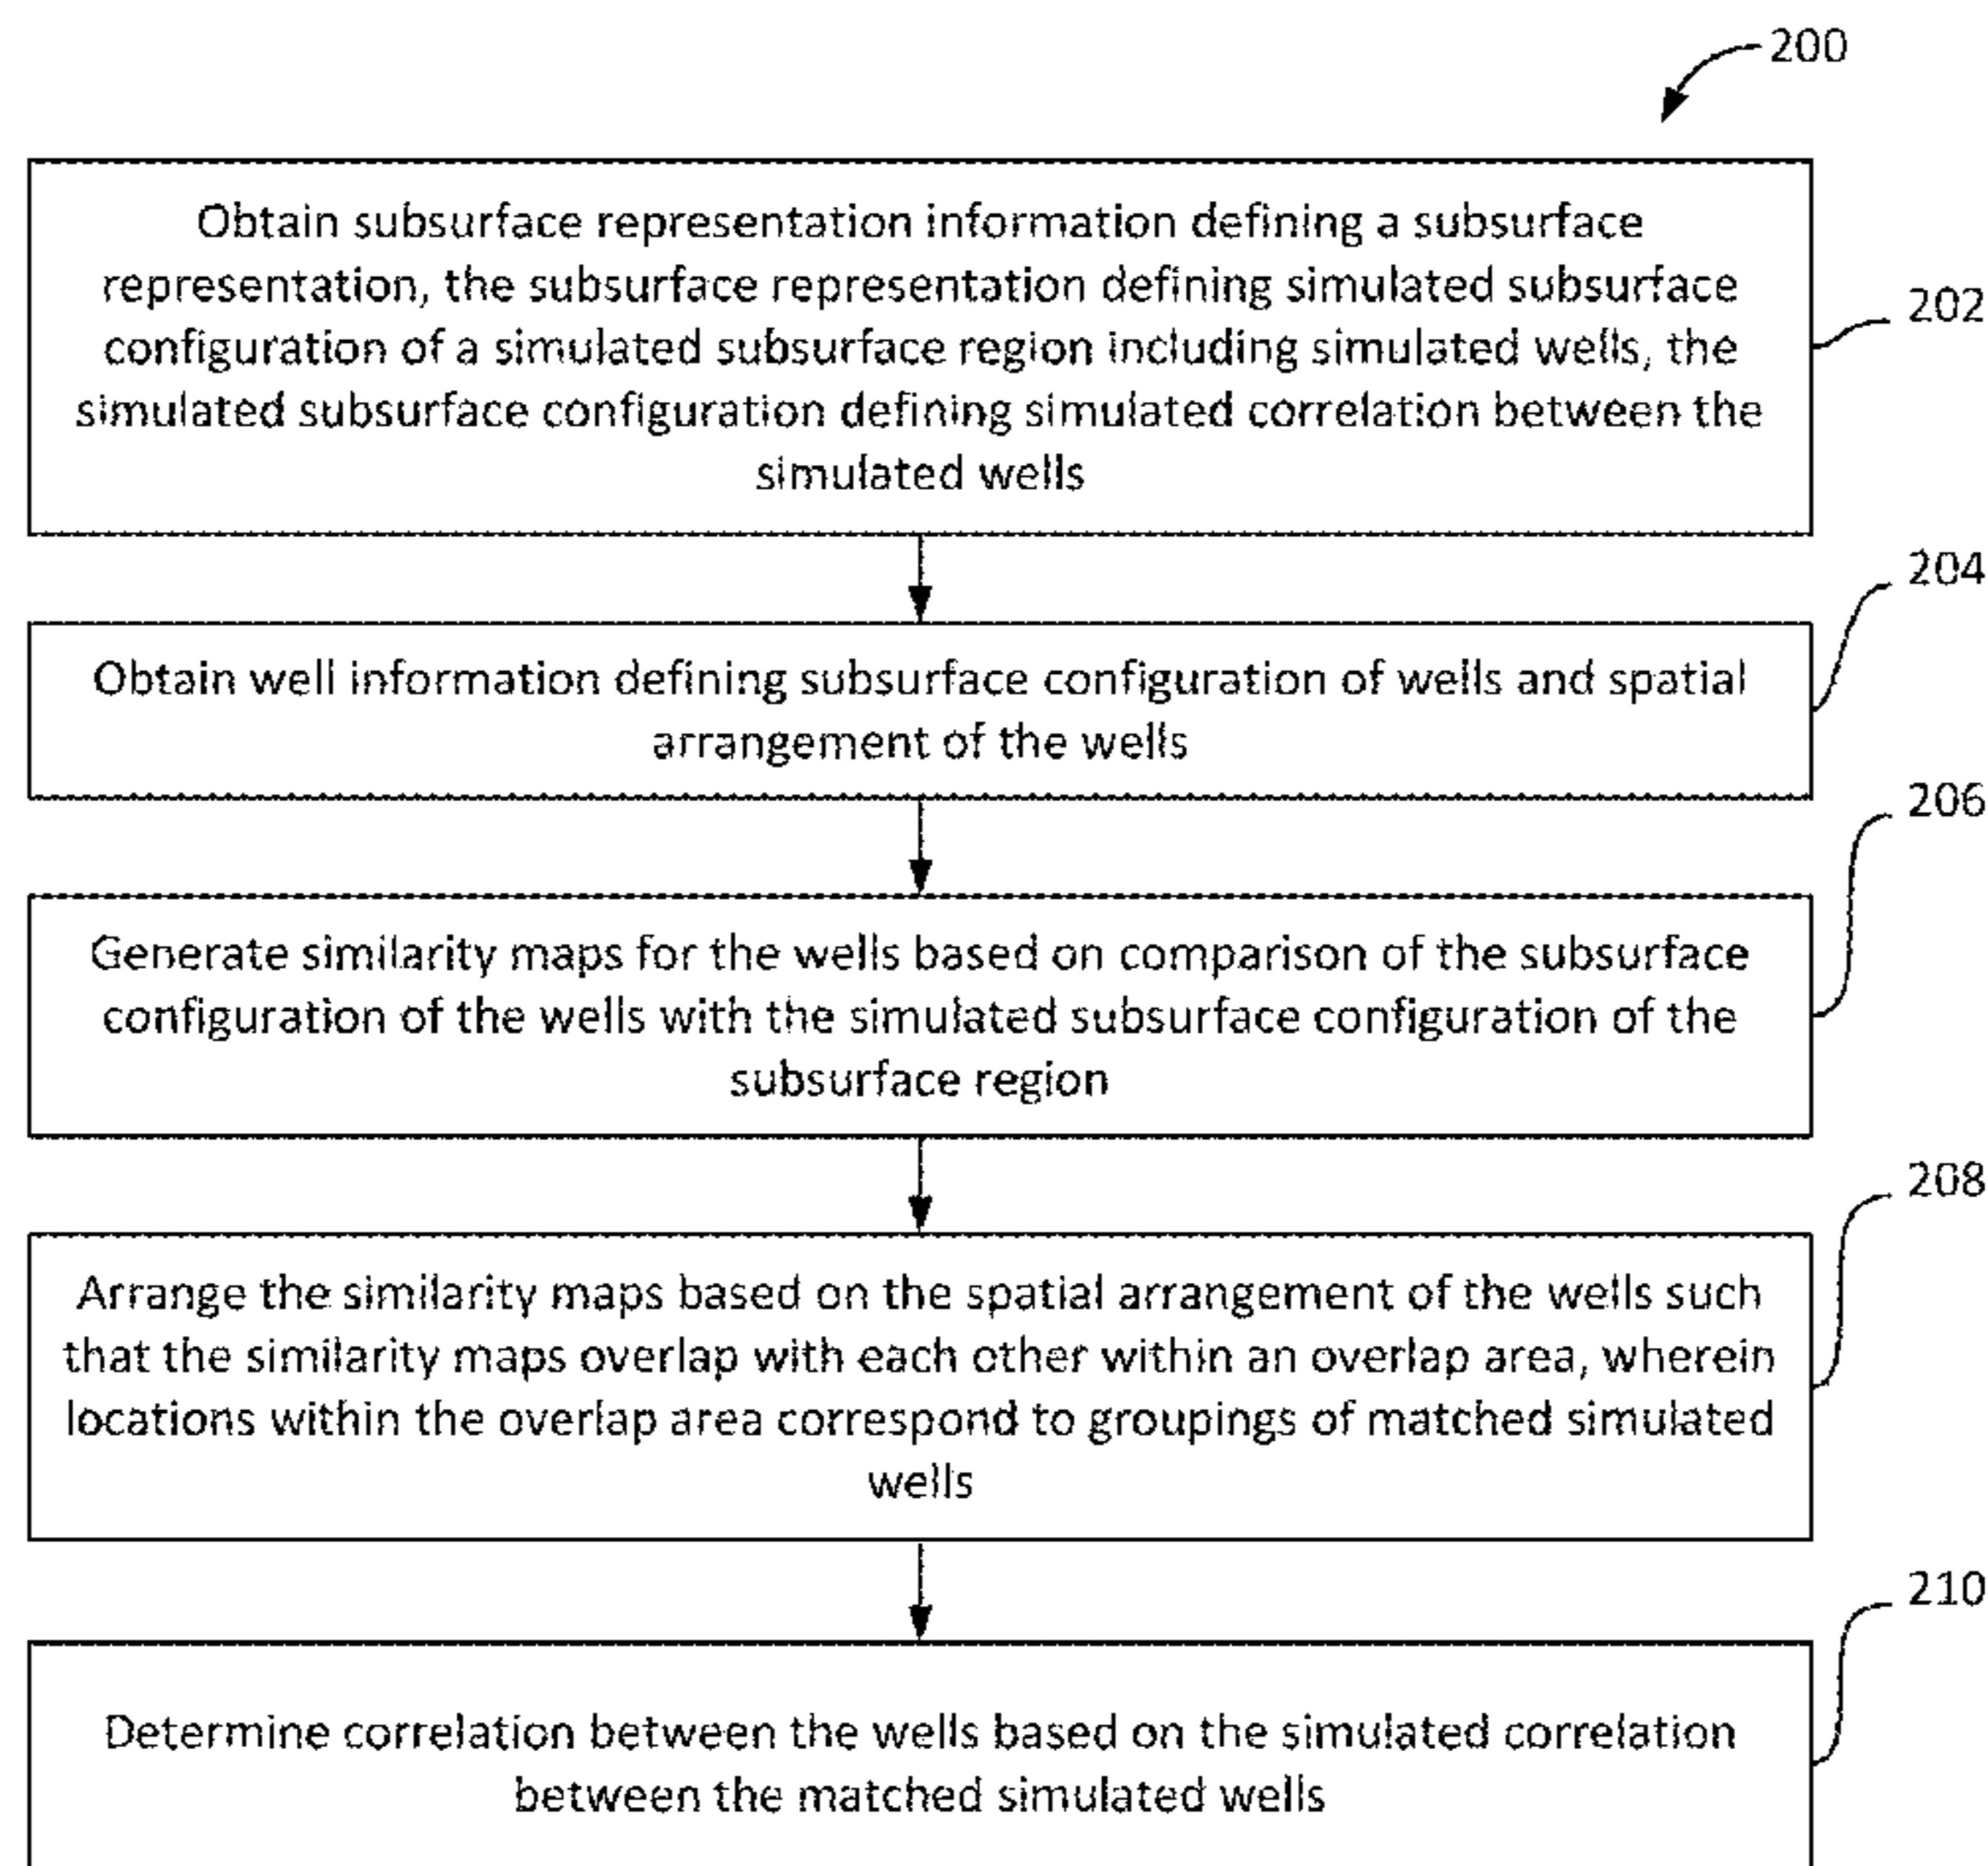 200
Obtain subsurface representation information defining a subsurface
representation, the subsurface representation defining simulated subsurface
configuration of a simulated subsurface region including simulated wells, the
simulated subsurface configuration defining simulated correlation between the
simulated wells
202
Obtain well information defining subsurface configuration of wells and spatial
arrangement of the wells
204
Generate similarity maps for the wells based on comparison of the subsurface
configuration of the wells with the simulated subsurface configuration of the
subsurface region
206
Arrange the similarity maps based on the spatial arrangement of the wells such
that the similarity maps overlap with each other within an overlap area, wherein
locations within the overlap area correspond to groupings of matched simulated
wells
208
Determine correlation between the wells based on the simulated correlation
between the matched simulated wells
210